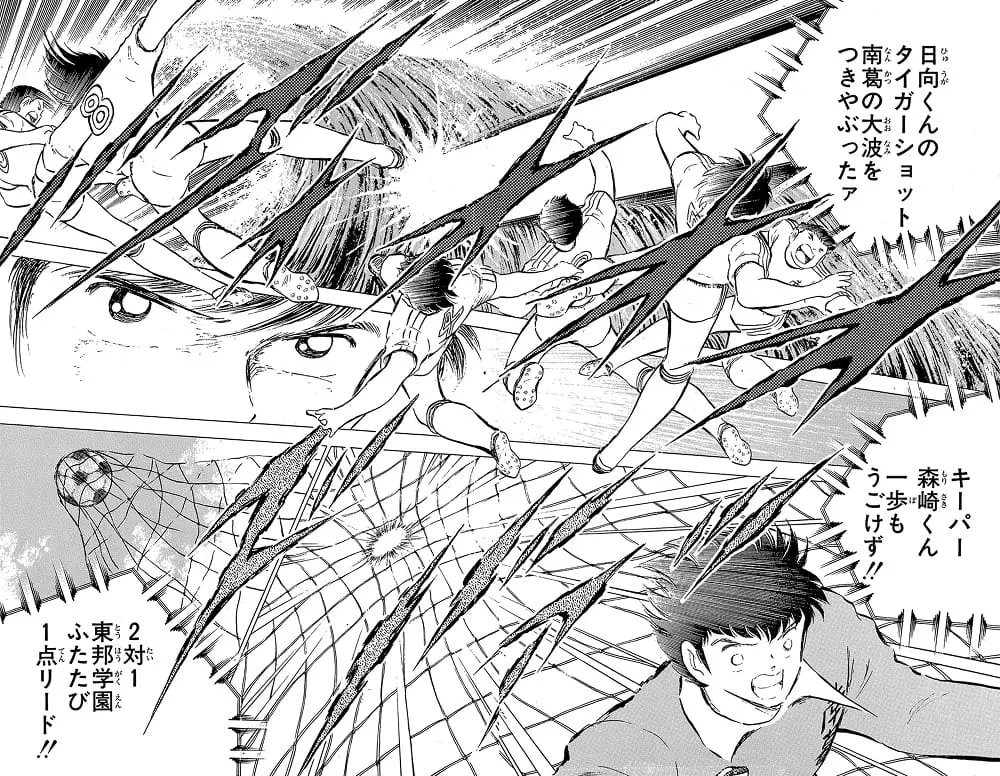 日向くんの
タイガーショット
南葛の大波を
つきやぶったァ
キーパー
森崎くん
一歩も
うごけず!!
2対1
東邦学園
ふたたび
1点リード!!